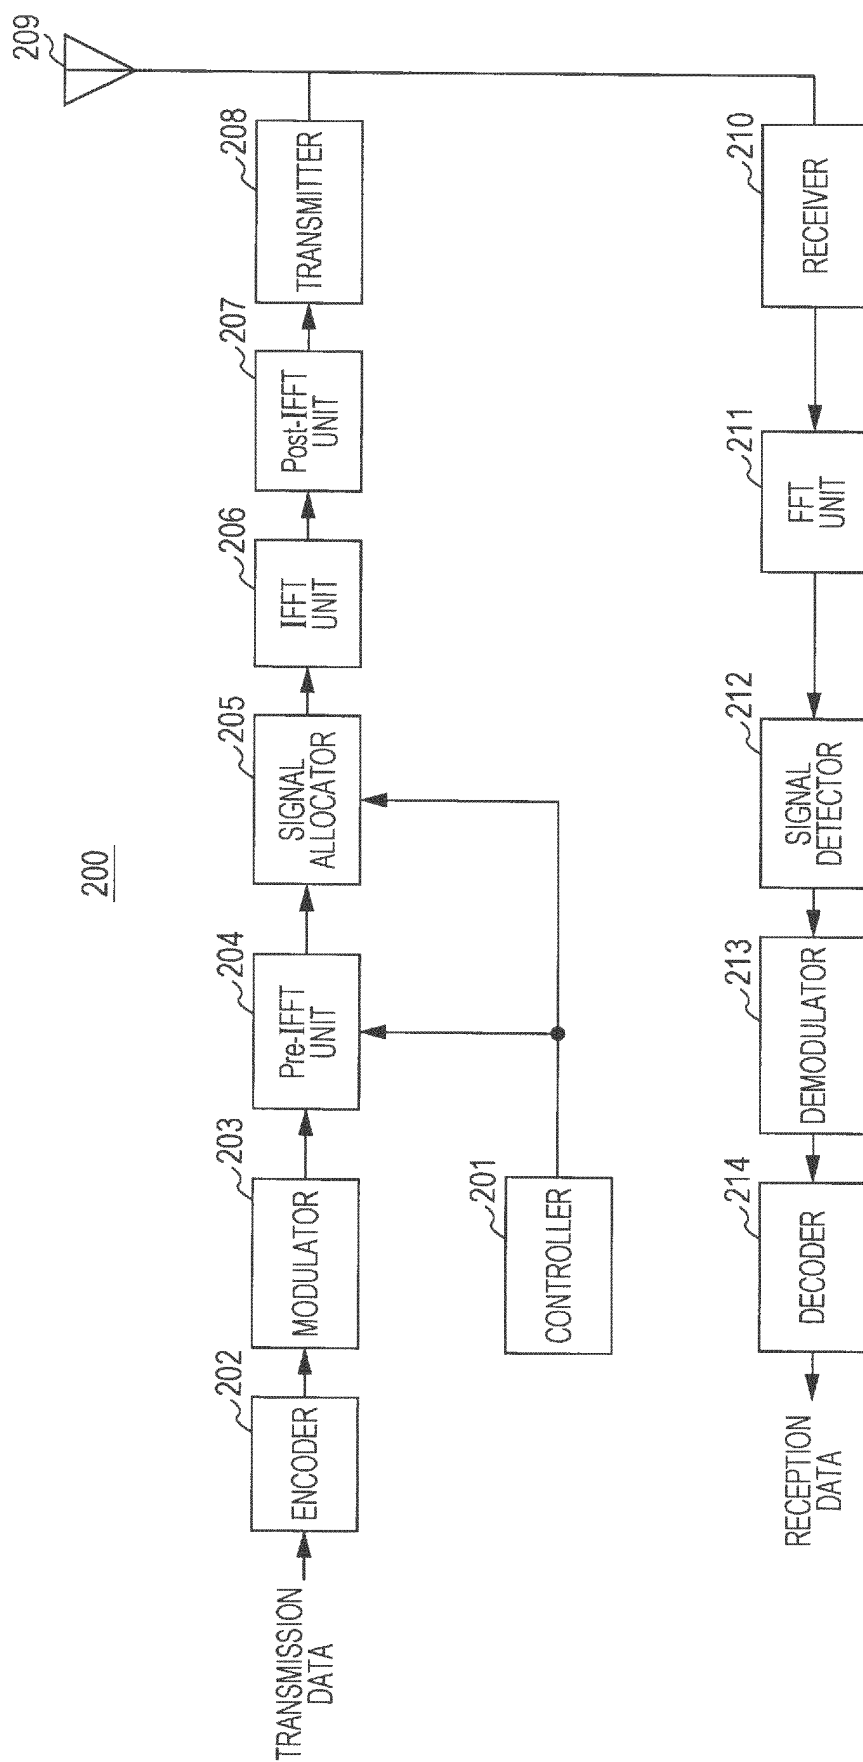 200
TRANSMISSION
DATA
202
ENCODER
203
MODULATOR
204
Pre-IFFT
UNIT
205
SIGNAL
ALLOCATOR
206
IFFT
UNIT
207
Post-IFFT
UNIT
208
TRANSMITTER
209
201
CONTROLLER
210
RECEIVER
211
FFT
UNIT
212
SIGNAL
DETECTOR
213
DEMODULATOR
214
DECODER
RECEPTION
DATA